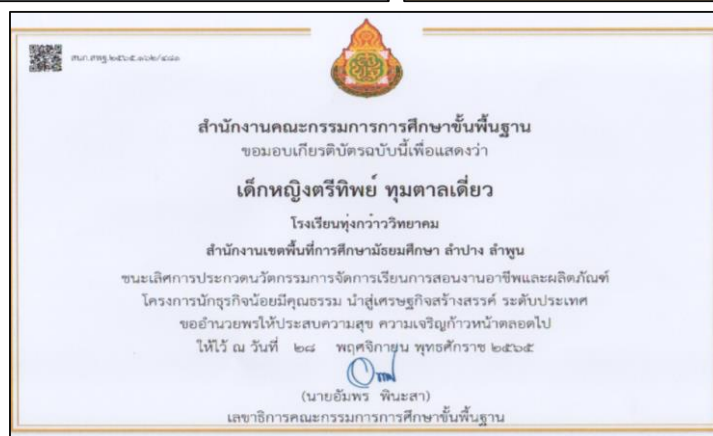 สำนักงานคณะกรรมการการศึกษาขั้นพื้นฐาน
ขอมอบเกียรติบัตรฉบับนี้เพื่อแสดงว่า
เด็กหญิงตรีทิพย์ ทุมตาลเดี่ยว
โรงเรียนทุ่งกว๋าววิทยาคม
สำนักงานเขตพื้นที่การศึกษามัธยมศึกษา ลำปาง ลำพูน
ชนะเลิศการประกวดนวัตกรรมการจัดการเรียนการสอนงานอาชีพและผลิตภัณฑ์
โครงการนักธุรกิจน้อยมีคุณธรรม นำสู่เศรษฐกิจสร้างสรรค์ ระดับประเทศ
ขออำนวยพรให้ประสบความสุข ความเจริญก้าวหน้าตลอดไป
ให้ไว้ ณ วันที่ ๒๘ พฤศจิกายน พุทธศักราช ๒๕๖๕
(นายอัมพร พินะสา)
เลขาธิการคณะกรรมการการศึกษาขั้นพื้นฐาน